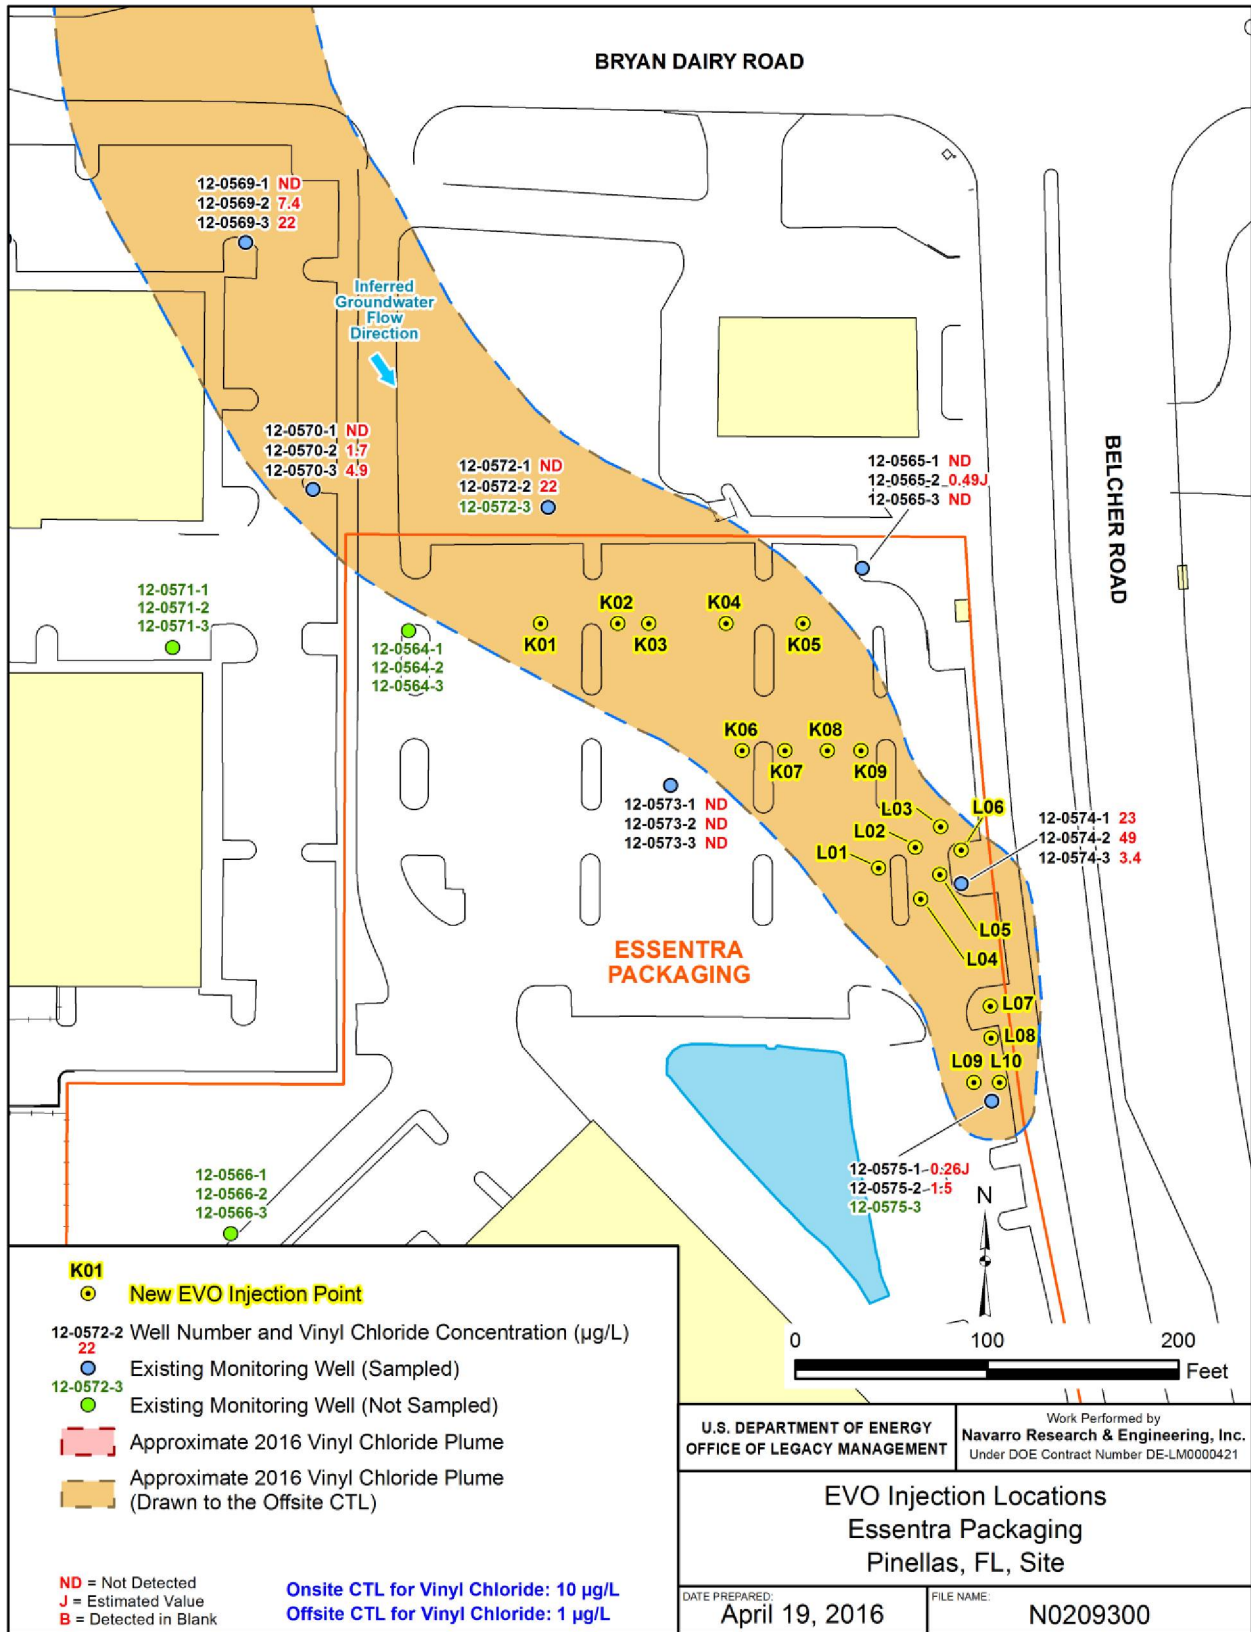 BRYAN DAIRY ROAD
12-0569-1 ND
12-0569-2 7.4
12-0569-3 22
Inferred
Groundwater
Flow
Direction
12-0570-1 ND
12-0570-2 1.7
12-0570-3 4.9
12-0572-1 ND
12-0572-2 22
12-0572-3
12-0565-1 ND
12-0565-2 0.49J
12-0565-3 ND
BELCHER ROAD
12-0571-1
12-0571-2
12-0571-3
K01
K02
K03
K04
K05
12-0564-1
12-0564-2
12-0564-3
K06
K07
K08
K09
12-0573-1 ND
12-0573-2 ND
12-0573-3 ND
L03
L06
L02
L01
12-0574-1 23
12-0574-2 49
12-0574-3 3.4
L05
L04
ESSENTRA
PACKAGING
L07
L08
L09 L10
12-0575-1 0.26J
12-0575-2 1.5
12-0575-3
12-0566-1
12-0566-2
12-0566-3
N
0 100 200
Feet
K01
New EVO Injection Point
12-0572-2 Well Number and Vinyl Chloride Concentration (µg/L)
22
Existing Monitoring Well (Sampled)
12-0572-3
Existing Monitoring Well (Not Sampled)
Approximate 2016 Vinyl Chloride Plume
Approximate 2016 Vinyl Chloride Plume
(Drawn to the Offsite CTL)
ND = Not Detected
J = Estimated Value
B = Detected in Blank
Onsite CTL for Vinyl Chloride: 10 µg/L
Offsite CTL for Vinyl Chloride: 1 µg/L
U.S. DEPARTMENT OF ENERGY
OFFICE OF LEGACY MANAGEMENT
Work Performed by
Navarro Research & Engineering, Inc.
Under DOE Contract Number DE-LM0000421
EVO Injection Locations
Essentra Packaging
Pinellas, FL, Site
DATE PREPARED:
April 19, 2016
FILE NAME:
N0209300